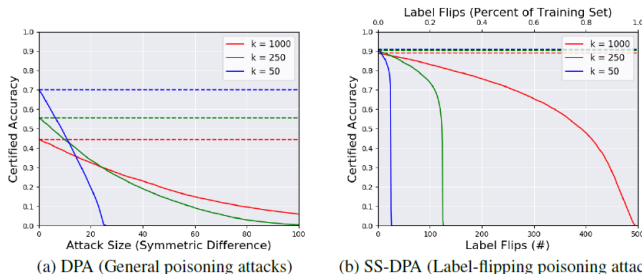 Label Flips (Percent of Training Set)
0.0 0.2 0.4 0.6 0.8 1.0
1.0
0.9
0.8
0.7
0.6
0.5
0.4
0.3
0.2
0.1
0.0
Certified Accuracy
k = 1000
k = 250
k = 50
0 20 40 60 80 100
Attack Size (Symmetric Difference)
1.0
0.9
0.8
0.7
0.6
0.5
0.4
0.3
0.2
0.1
0.0
Certified Accuracy
k = 1000
k = 250
k = 50
0 100 200 300 400 500
Label Flips (#)
(a) DPA (General poisoning attacks)
(b) SS-DPA (Label-flipping poisoning attac